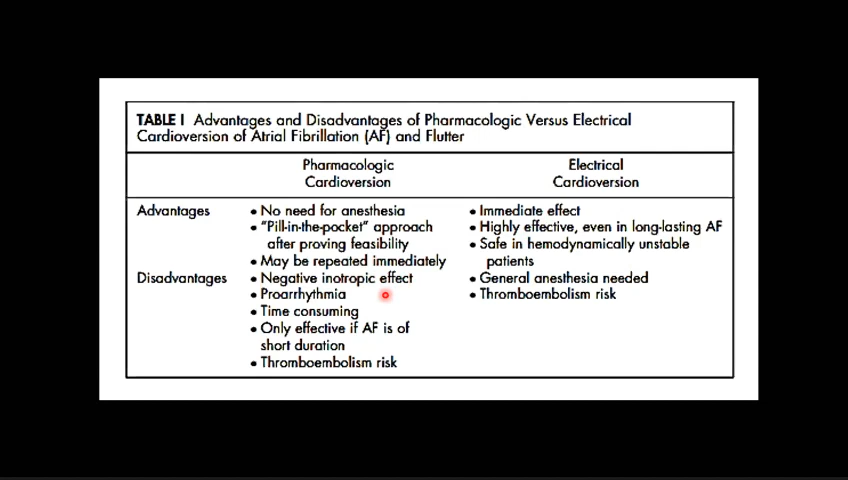 TABLE I Advantages and Disadvantages of Pharmacologic Versus Electrical
Cardioversion of Atrial Fibrillation (AF) and Flutter
Pharmacologic
Cardioversion
Electrical
Cardioversion
Advantages
• No need for anesthesia
• "Pill-in-the-pocket" approach
after proving feasibility
• May be repeated immediately
• Immediate effect
• Highly effective, even in long-lasting AF
• Safe in hemodynamically unstable
patients
Disadvantages
• Negative inotropic effect
• Proarrhythmia
• Time consuming
• Only effective if AF is of
short duration
• Thromboembolism risk
• General anesthesia needed
• Thromboembolism risk